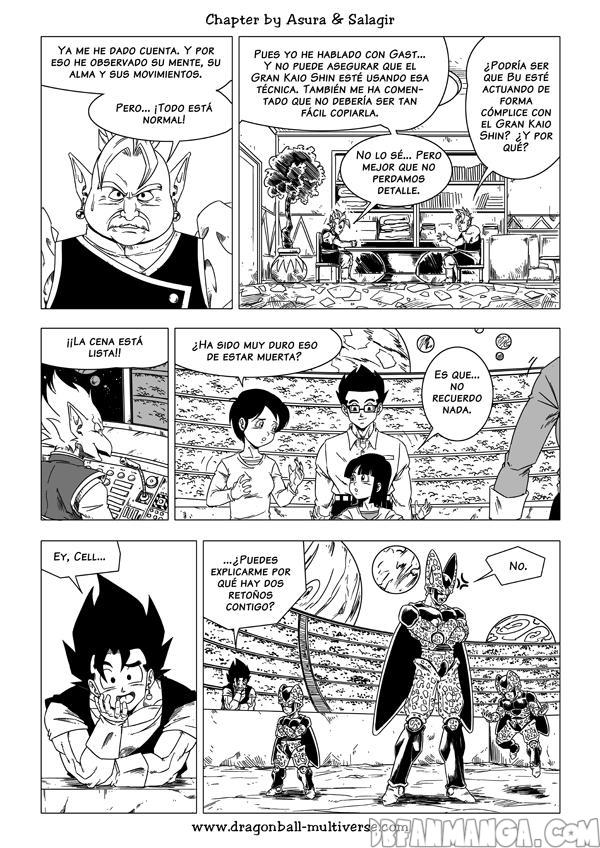 Chapter by Asura & Salagir
Ya me he dado cuenta. Y por
eso he observado su mente, su
alma y sus movimientos.
Pero... ¡Todo está
normal!
Pues yo he hablado con Gast...
Y no puede asegurar que el
Gran Kaio Shin esté usando esa
técnica. También me ha comen-
tado que no debería ser tan
fácil copiarla.
¿Podría ser
que Bu esté
actuando de
forma
cómplice con
el Gran Kaio
Shin? ¿Y por
qué?
No lo sé... Pero
mejor que no
perdamos
detalle.
¡¡La cena está
lista!!
¿Ha sido muy duro eso
de estar muerta?
Es que...
no
recuerdo
nada.
Ey, Cell...
...¿Puedes
explicarme por
qué hay dos
retoños
contigo?
No.
www.dragonball-multiverse.com
DBFANMANGA.COM